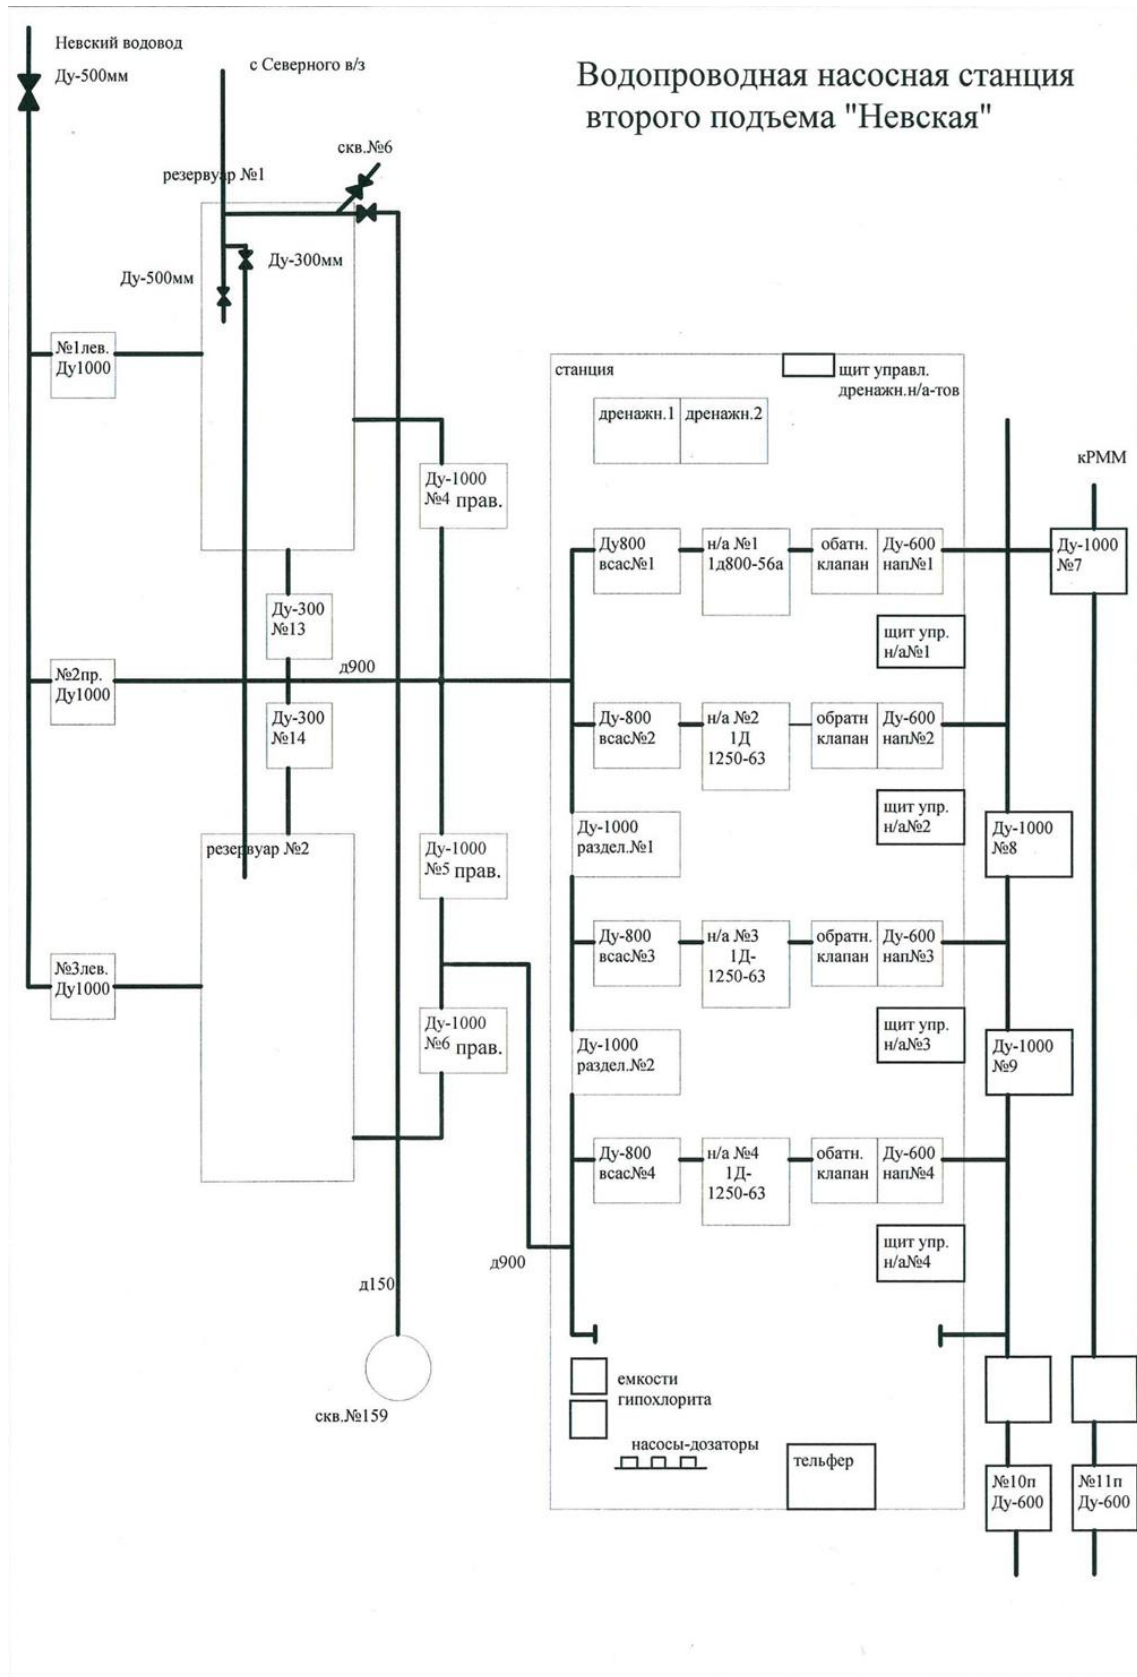 Невский водовод
Ду-500мм
с Северного в/з
Водопроводная насосная станция
второго подъема "Невская"
скв.№6
резервуар №1
Ду-300мм
Ду-500мм
№1лев.
Ду1000
станция
щит управл.
дренажн.н/а-тов
дренажн.1
дренажн.2
кРММ
Ду-1000
№4 прав.
Ду800
всас№1
н/а №1
1д800-56а
обатн.
клапан
Ду-600
нап№1
Ду-1000
№7
Ду-300
№13
щит упр.
н/а№1
№2пр.
Ду1000
д900
Ду-300
№14
Ду-800
всас№2
н/а №2
1Д
1250-63
обратн
клапан
Ду-600
нап№2
щит упр.
н/а№2
резервуар №2
Ду-1000
№5 прав.
Ду-1000
раздел.№1
Ду-1000
№8
№3лев.
Ду1000
Ду-800
всас№3
н/а №3
1Д-
1250-63
обратн.
клапан
Ду-600
нап№3
Ду-1000
№6 прав.
щит упр.
н/а№3
Ду-1000
раздел.№2
Ду-1000
№9
Ду-800
всас№4
н/а №4
1Д-
1250-63
обатн.
клапан
Ду-600
нап№4
щит упр.
н/а№4
д900
д150
скв.№159
емкости
гипохлорита
насосы-дозаторы
тельфер
№10п
Ду-600
№11п
Ду-600